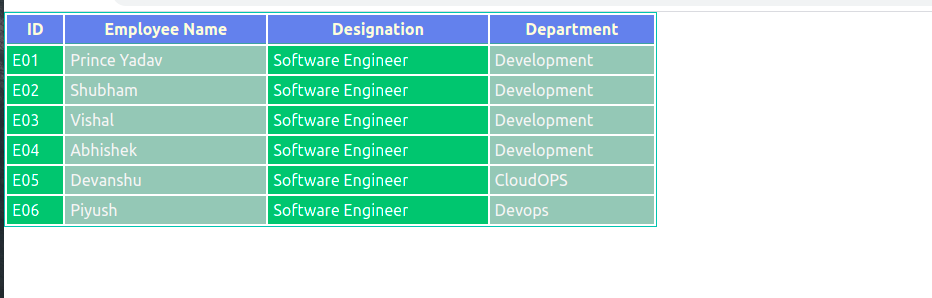 ID Employee Name Designation Department
E01 Prince Yadav Software Engineer Development
E02 Shubham Software Engineer Development
E03 Vishal Software Engineer Development
E04 Abhishek Software Engineer Development
E05 Devanshu Software Engineer CloudOPS
E06 Piyush Software Engineer Devops